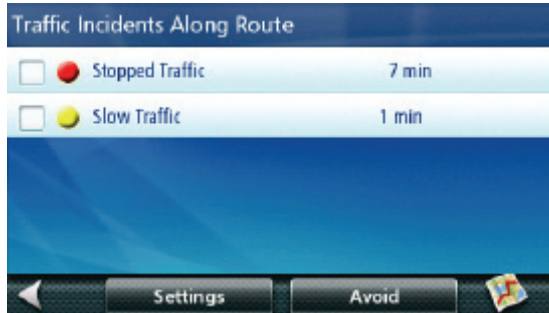 Traffic Incidents Along Route
Stopped Traffic 7 min
Slow Traffic 1 min
Settings Avoid